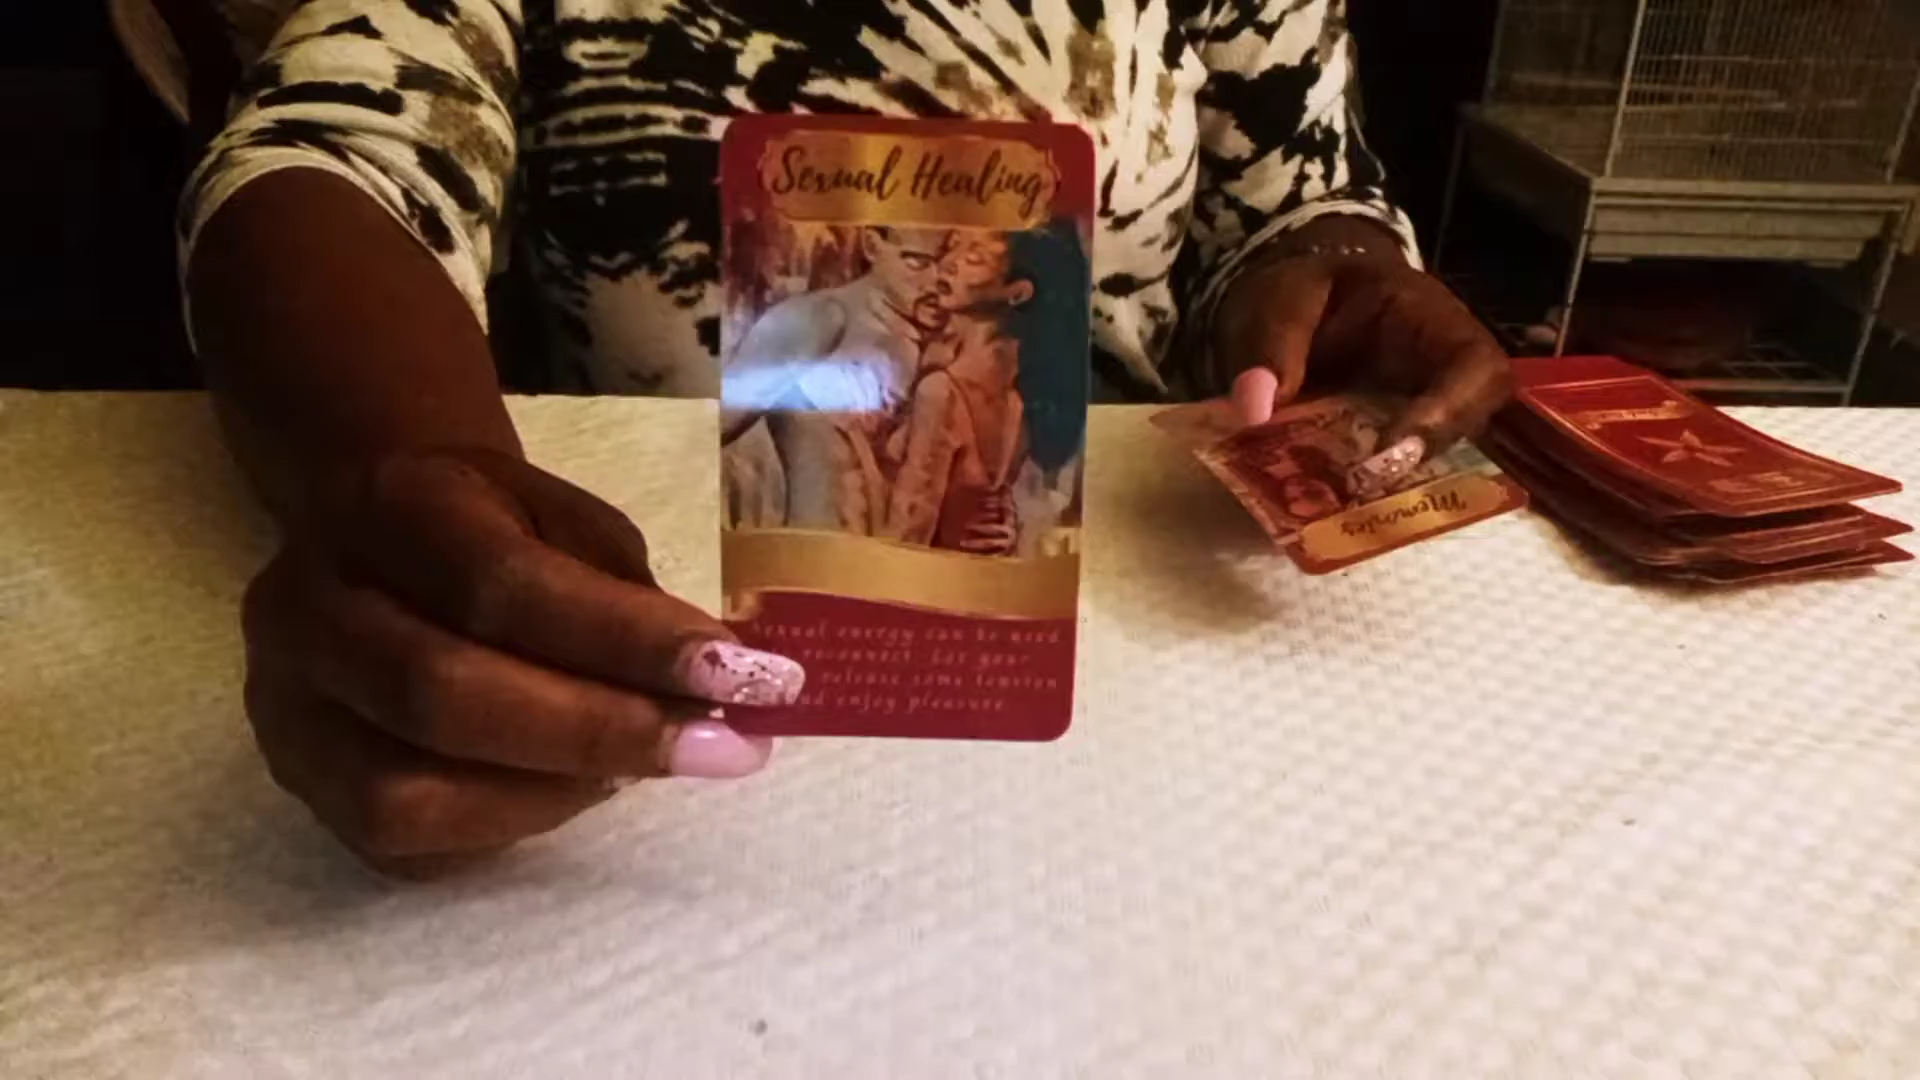 Sexual Healing
Sexual energy can be used
reconnect. Let your
release some tension
and enjoy pleasure
Memories